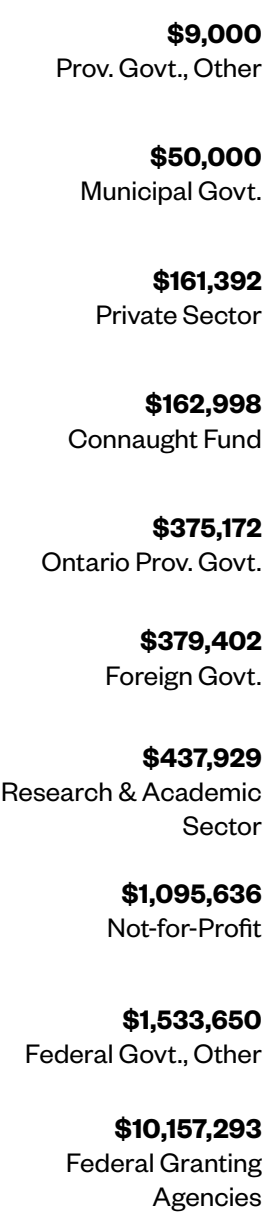 $9,000
Prov. Govt., Other
$50,000
Municipal Govt.
$161,392
Private Sector
$162,998
Connaught Fund
$375,172
Ontario Prov. Govt.
$379,402
Foreign Govt.
$437,929
Research & Academic
Sector
$1,095,636
Not-for-Profit
$1,533,650
Federal Govt., Other
$10,157,293
Federal Granting
Agencies